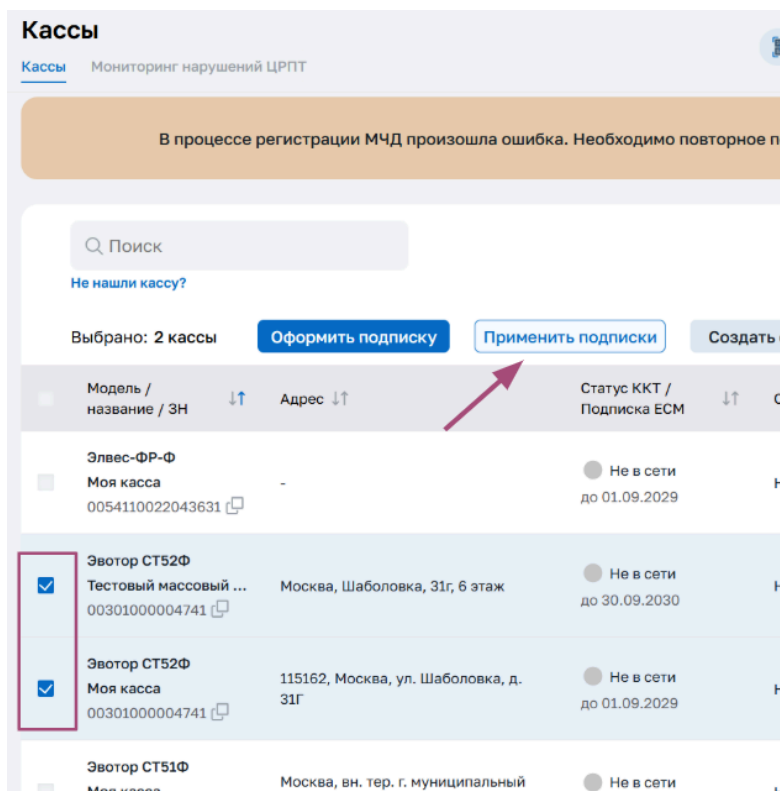 Кассы
Кассы Мониторинг нарушений ЦРПТ
В процессе регистрации МЧД произошла ошибка. Необходимо повторное
Поиск
Не нашли кассу?
Выбрано: 2 кассы Оформить подписку Применить подписки Создать
Модель /
название / ЗН
Адрес
Статус ККТ /
Подписка ЕСМ
Элвес-ФР-Ф
Моя касса
0054110022043631
-
Не в сети
до 01.09.2029
Эвотор СТ52Ф
Тестовый массовый ...
00301000004741
Москва, Шаболовка, 31г, 6 этаж
Не в сети
до 30.09.2030
Эвотор СТ52Ф
Моя касса
00301000004741
115162, Москва, ул. Шаболовка, д.
31Г
Не в сети
до 01.09.2029
Эвотор СТ51Ф
Моя касса
Москва, вн. тер. г. муниципальный
Не в сети